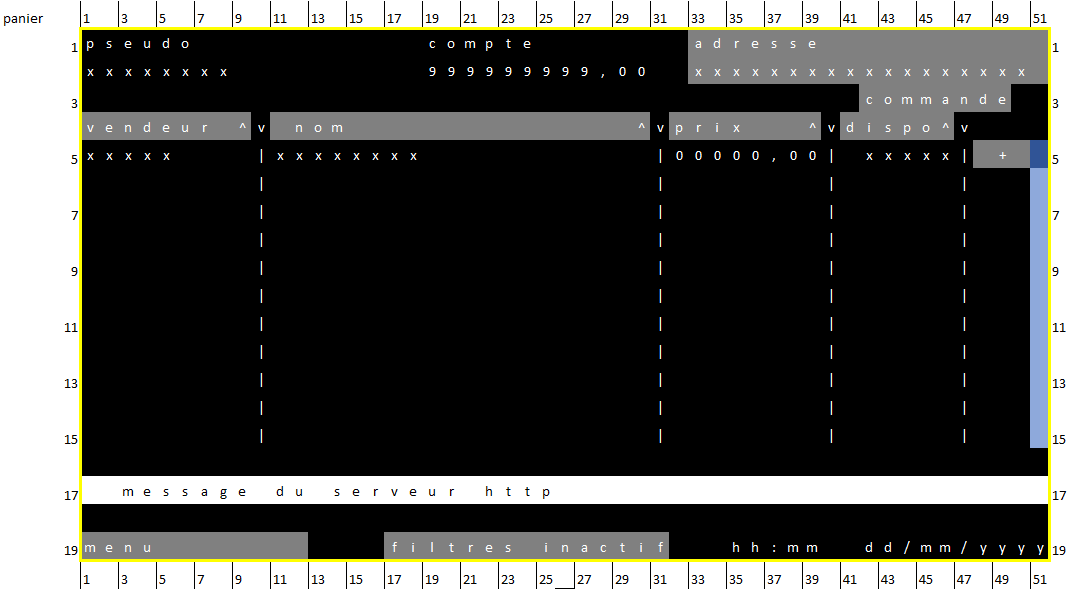 panier 1 3 5 7 9 11 13 15 17 19 21 23 25 27 29 31 33 35 37 39 41 43 45 47 49 51
1 pseudo compte adresse 1
xxxxxxxx 999999999,00 xxxxxxxxxxxxxxxxxx
3 commande 3
vendeur ^ v nom ^ v prix ^ v dispo^ v
5 xxxxx | xxxxxxxx | 00000,00 | xxxxx | + 5
| | | |
7 | | | | 7
| | | |
9 | | | | 9
| | | |
11 | | | | 11
| | | |
13 | | | | 13
| | | |
15 | | | | 15
17 message du serveur http 17
19 menu filtres inactif hh:mm dd/mm/yyyy 19
1 3 5 7 9 11 13 15 17 19 21 23 25 27 29 31 33 35 37 39 41 43 45 47 49 51